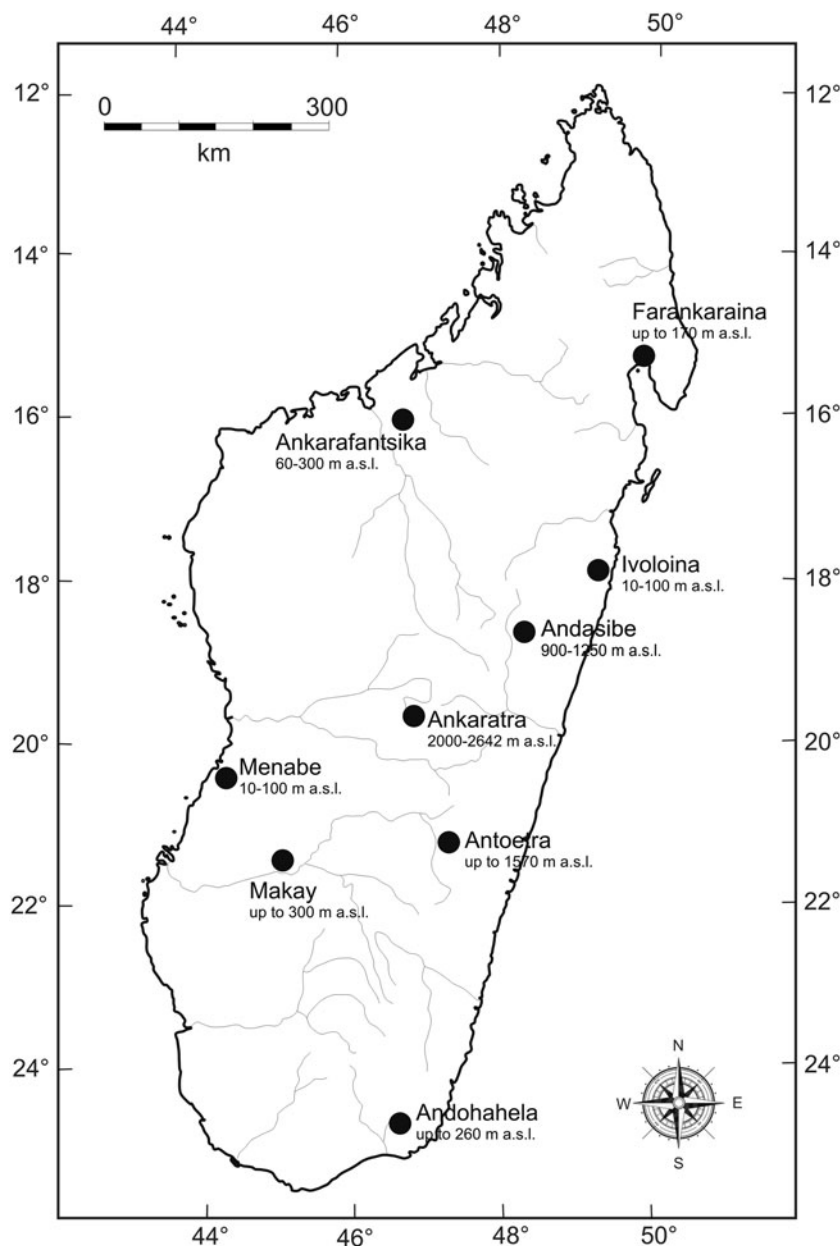 44° 46° 48° 50°
12° 12°
0 300
km
14° 14°
Farankaraina
up to 170 m a.s.l.
16° 16°
Ankarafantsika
60-300 m a.s.l.
Ivoloina
10-100 m a.s.l.
18° 18°
Andasibe
900-1250 m a.s.l.
Ankaratra
2000-2642 m a.s.l.
20° 20°
Menabe
10-100 m a.s.l.
Antoetra
up to 1570 m a.s.l.
Makay
up to 300 m a.s.l.
22° 22°
24° 24°
N
W E
S
Andohahela
up to 260 m a.s.l.
44° 46° 48° 50°